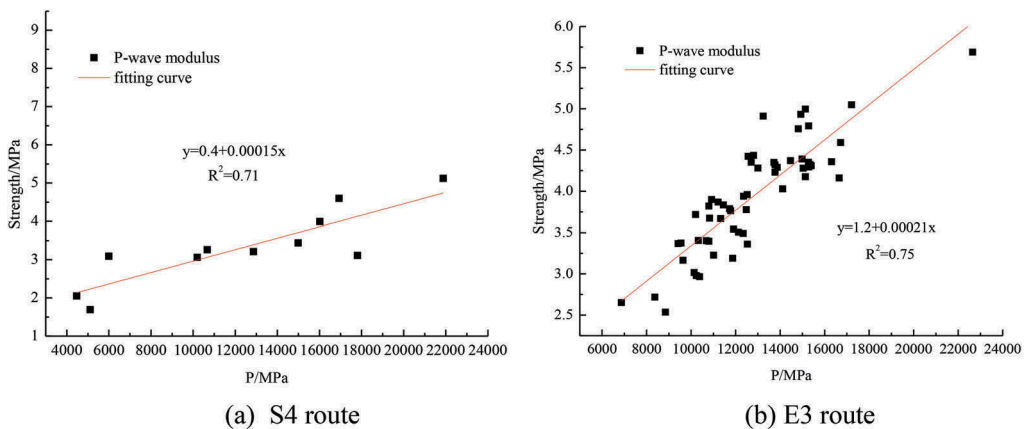 9
8
7
6
5
4
3
2
1
Strength/MPa
P-wave modulus
fitting curve
y=0.4+0.00015x
R²=0.71
4000 6000 8000 10000 12000 14000 16000 18000 20000 22000 24000
P/MPa
(a) S4 route
6.0
5.5
5.0
4.5
4.0
3.5
3.0
2.5
Strength/MPa
P-wave modulus
fitting curve
y=1.2+0.00021x
R²=0.75
6000 8000 10000 12000 14000 16000 18000 20000 22000 24000
P/MPa
(b) E3 route